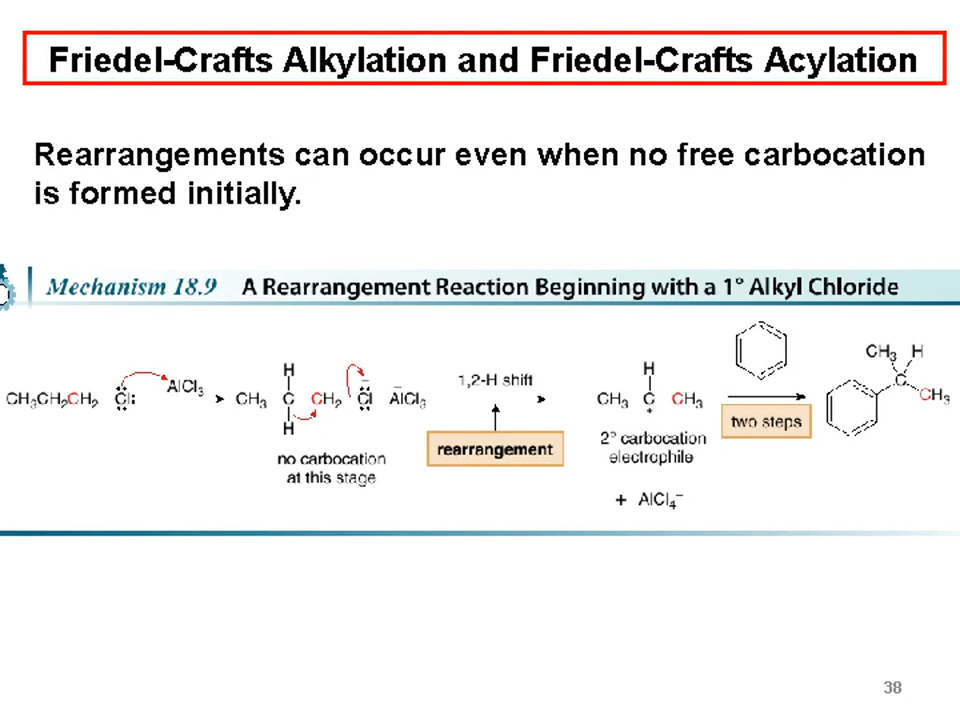 Friedel-Crafts Alkylation and Friedel-Crafts Acylation
Rearrangements can occur even when no free carbocation
is formed initially.
Mechanism 18.9 A Rearrangement Reaction Beginning with a 1° Alkyl Chloride
CH₃CH₂CH₂ Cl: AlCl₃
H
CH₃ C CH₂ Cl AlCl₃
H
no carbocation
at this stage
1,2-H shift
rearrangement
H
CH₃ C CH₃
+
2° carbocation
electrophile
+ AlCl₄⁻
two steps
CH₃ H
C
CH₃
38